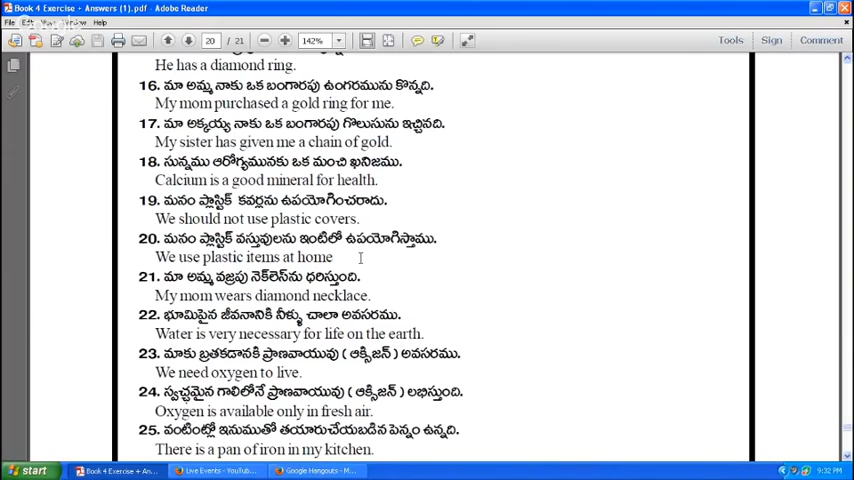 Book 4 Exercise + Answers (1).pdf - Adobe Reader
File Edit View Window Help
20 / 21 142% Tools Sign Comment
He has a diamond ring.
16. మా అమ్మ నాకు ఒక బంగారపు ఉంగరమును కొన్నది.
My mom purchased a gold ring for me.
17. మా అక్కయ్య నాకు ఒక బంగారపు గొలుసును ఇచ్చినది.
My sister has given me a chain of gold.
18. సున్నము ఆరోగ్యమునకు ఒక మంచి ఖనిజము.
Calcium is a good mineral for health.
19. మనం ప్లాస్టిక్ కవర్లను ఉపయోగించరాదు.
We should not use plastic covers.
20. మనం ప్లాస్టిక్ వస్తువులను ఇంటిలో ఉపయోగిస్తాము.
We use plastic items at home
21. మా అమ్మ వజ్రపు నెక్‌లెస్‌ను ధరిస్తుంది.
My mom wears diamond necklace.
22. భూమిపైన జీవనానికి నీళ్ళు చాలా అవసరము.
Water is very necessary for life on the earth.
23. మాకు బ్రతకడానకి ప్రాణవాయువు ( ఆక్సిజన్ ) అవసరము.
We need oxygen to live.
24. స్వచ్ఛమైన గాలిలోనే ప్రాణవాయువు ( ఆక్సిజన్ ) లభిస్తుంది.
Oxygen is available only in fresh air.
25. వంటింట్లో ఇనుముతో తయారుచేయబడిన పెన్నం ఉన్నది.
There is a pan of iron in my kitchen.
start Book 4 Exercise + An... Live Events - YouTub... Google Hangouts - M... 9:32 PM